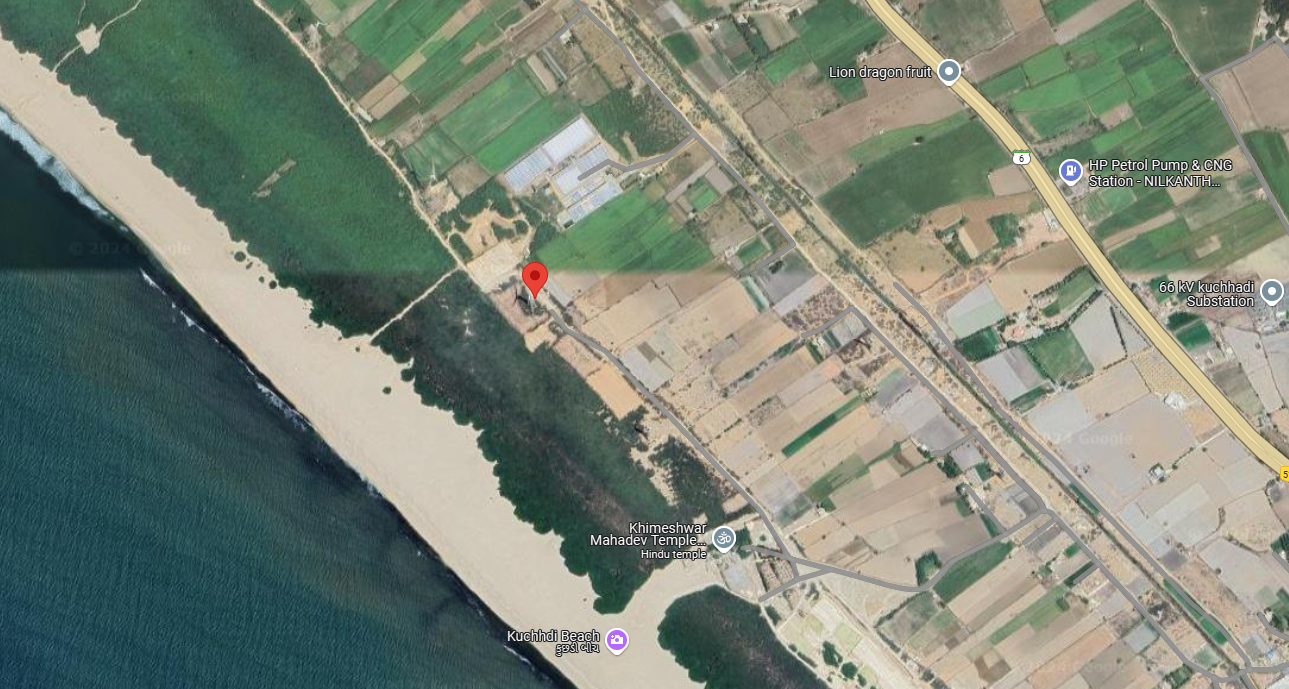 Lion dragon fruit
6
HP Petrol Pump & CNG
Station - NILKANTH...
© 2024 Google
66 kV kuchhadi
Substation
24 Google
5
Khimeshwar
Mahadev Temple...
Hindu temple
ॐ
Kuchhdi Beach
કુછડી બીચ